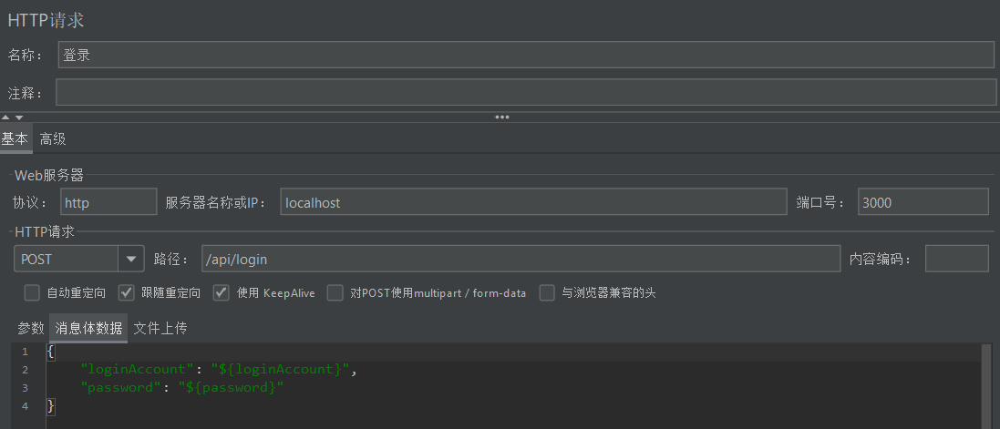 HTTP请求
名称： 登录
注释：
基本 高级
Web服务器
协议： http 服务器名称或IP： localhost 端口号： 3000
HTTP请求
POST 路径： /api/login 内容编码：
自动重定向 跟随重定向 使用 KeepAlive 对POST使用multipart / form-data 与浏览器兼容的头
参数 消息体数据 文件上传
1 {
2 "loginAccount": "${loginAccount}",
3 "password": "${password}"
4 }